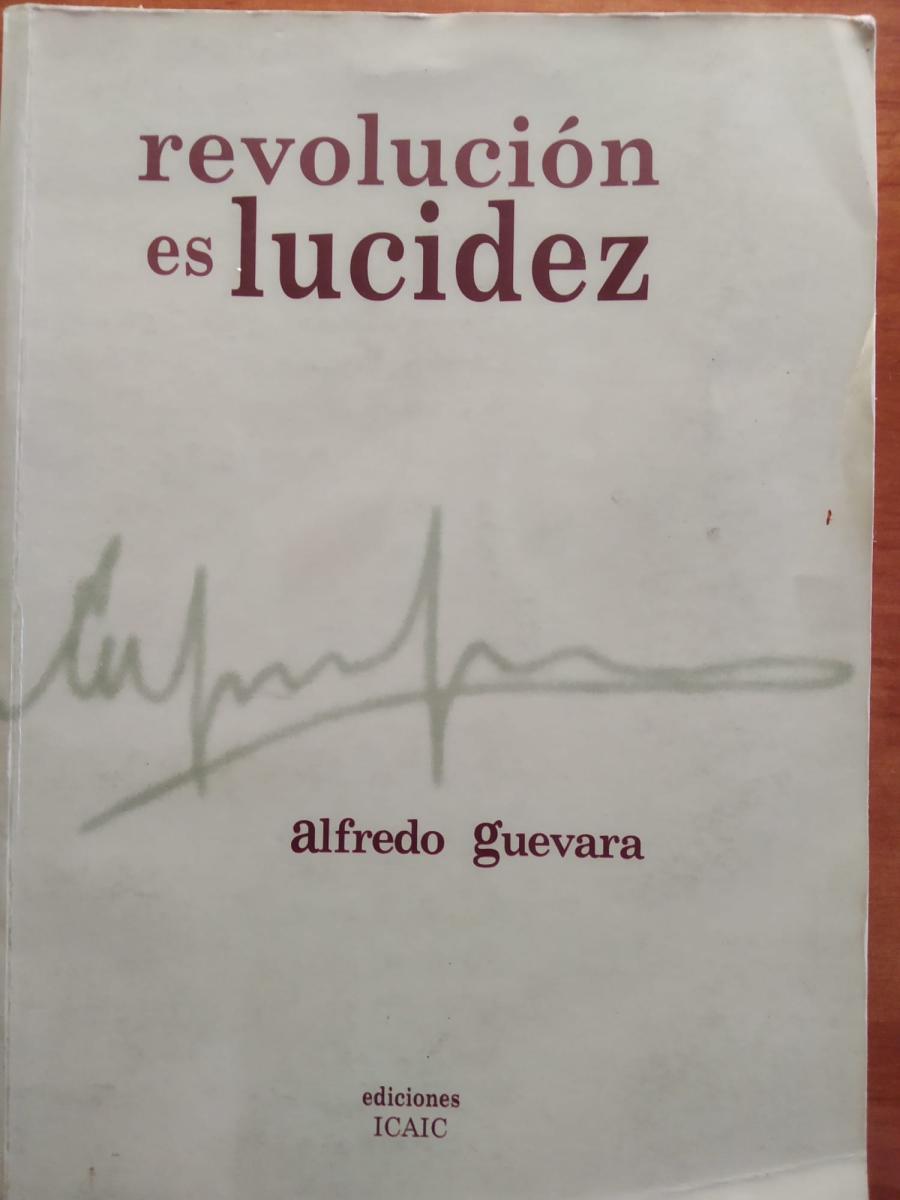 revolución
es lucidez
alfredo guevara
ediciones
ICAIC